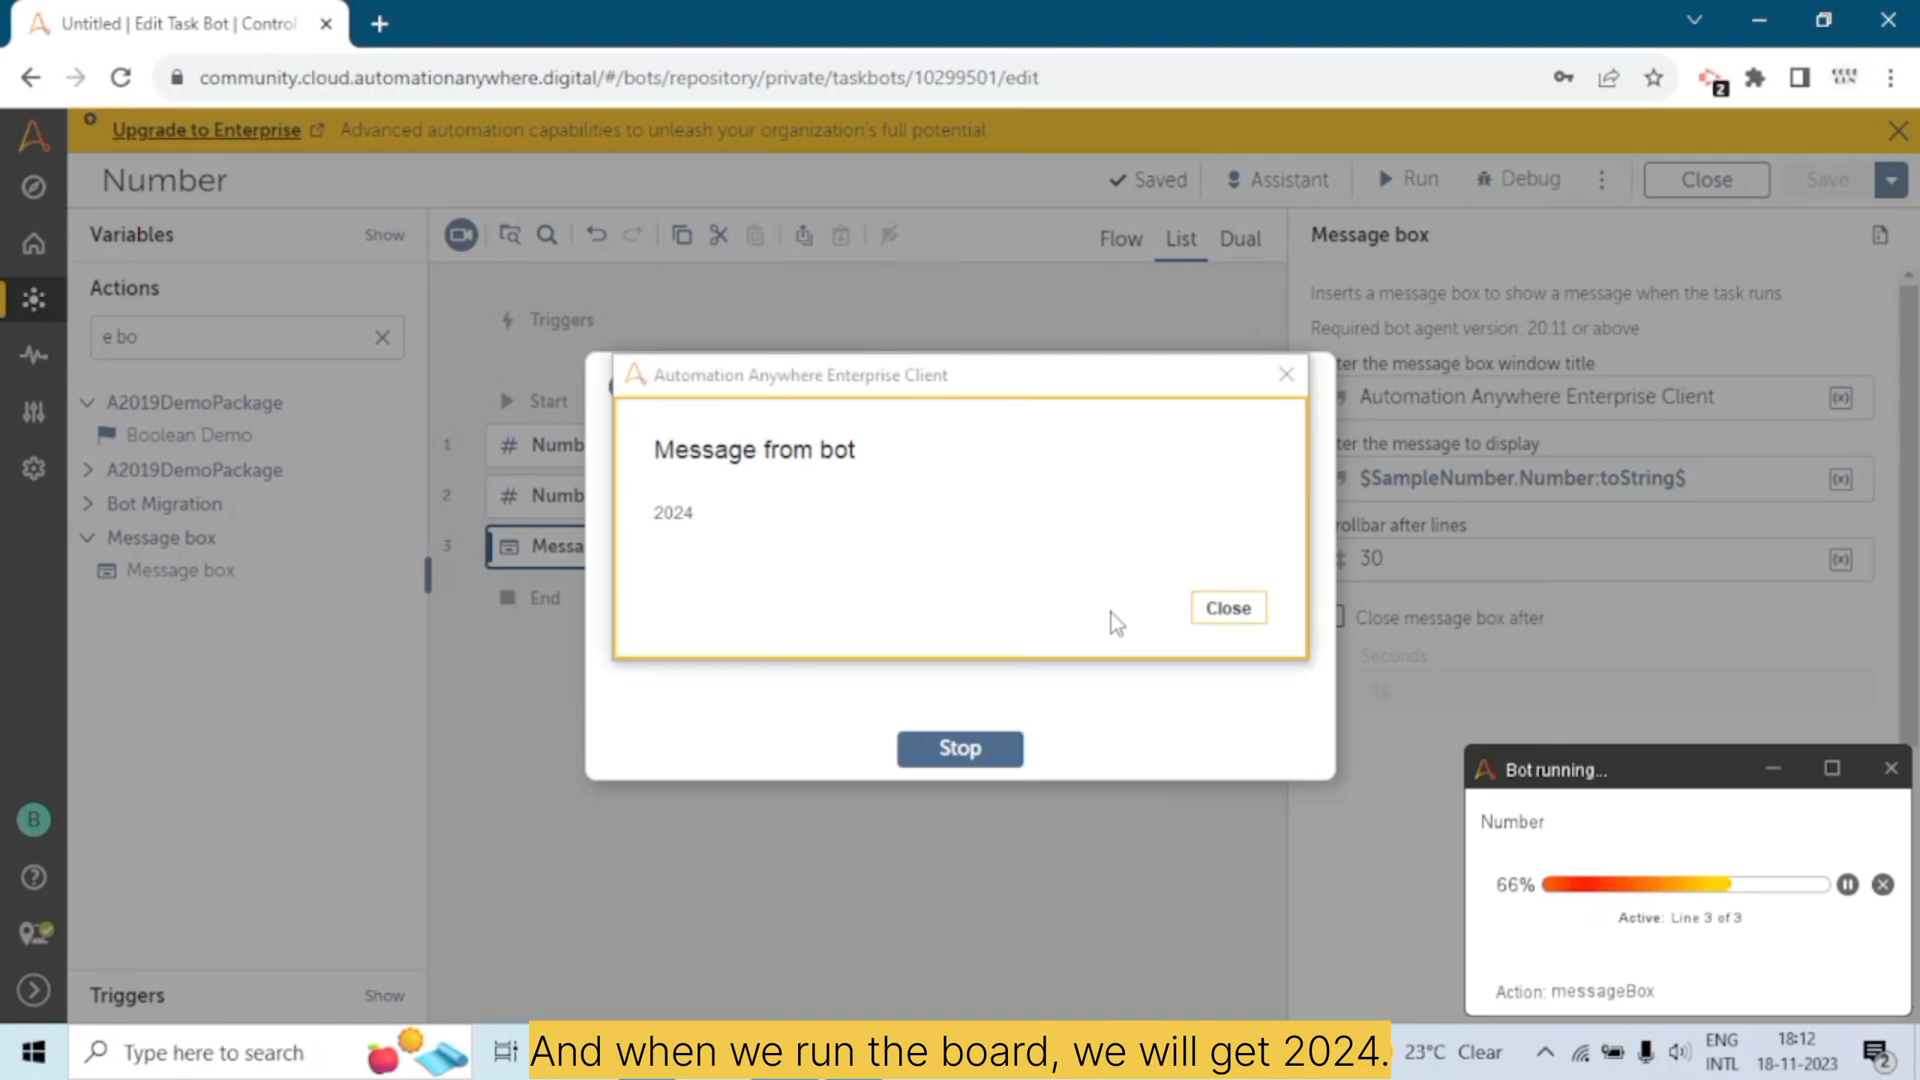 Untitled | Edit Task Bot | Control
community.cloud.automationanywhere.digital/#/bots/repository/private/taskbots/10299501/edit
2
Upgrade to Enterprise
Advanced automation capabilities to unleash your organization's full potential.
Number
Saved
Assistant
Run
Debug
Close
Save
Variables
Show
Flow
List
Dual
Message box
Actions
e bo
A2019DemoPackage
Boolean Demo
A2019DemoPackage
Bot Migration
Message box
Message box
Triggers
Show
Triggers
Start
1
Numb
2
Numb
3
Messa
End
Inserts a message box to show a message when the task runs
Required bot agent version: 20.11 or above
ter the message box window title
Automation Anywhere Enterprise Client
(x)
ter the message to display
$SampleNumber.Number:toString$
(x)
rollbar after lines
30
(x)
Close message box after
Seconds
Automation Anywhere Enterprise Client
Message from bot
2024
Close
Stop
Bot running...
Number
66%
Active: Line 3 of 3
Action: messageBox
B
Type here to search
And when we run the board, we will get 2024.
23°C Clear
ENG
INTL
18:12
18-11-2023
2